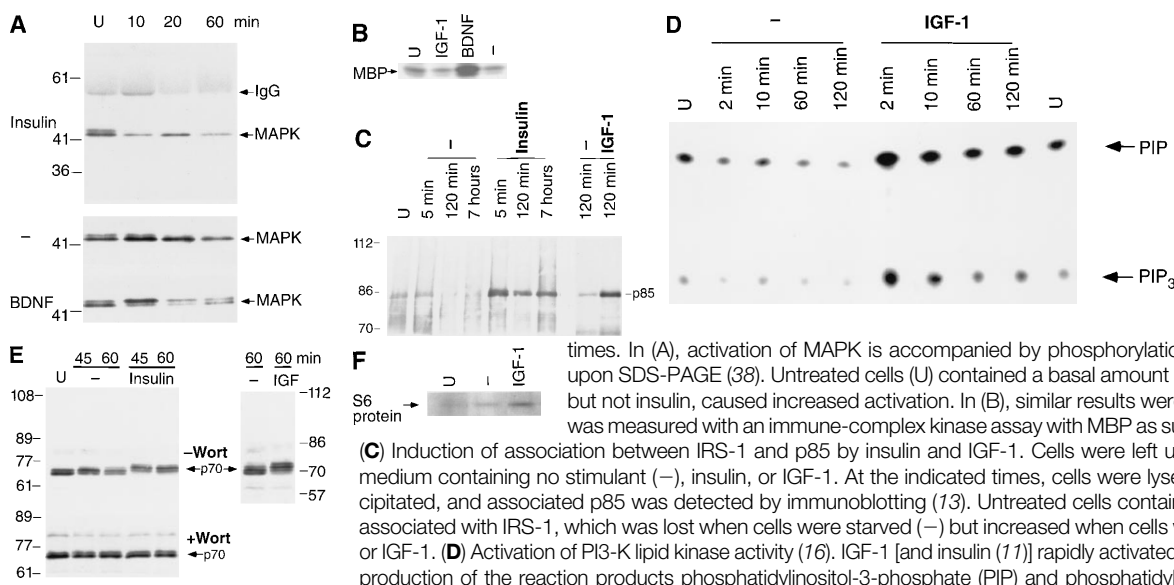 A
U 10 20 60 min
61–
IgG
Insulin
41–
MAPK
36–
–
41–
MAPK
BDNF
MAPK
41–
B
U IGF-1 BDNF –
MBP
C
– Insulin – IGF-1
U 5 min 120 min 7 hours 5 min 120 min 7 hours 120 min 120 min
112–
86–
–p85
70–
D
– IGF-1
U 2 min 10 min 60 min 120 min 2 min 10 min 60 min 120 min U
PIP
PIP3
E
45 60 45 60
U – Insulin
108–
89–
77–
–Wort
p70
61–
89–
77–
+Wort
p70
61–
60 60 min
– IGF
–112
–86
–70
–57
F
U – IGF-1
S6
protein
times. In (A), activation of MAPK is accompanied by phosphorylatio
upon SDS-PAGE (38). Untreated cells (U) contained a basal amount
but not insulin, caused increased activation. In (B), similar results were
was measured with an immune-complex kinase assay with MBP as su
(C) Induction of association between IRS-1 and p85 by insulin and IGF-1. Cells were left u
medium containing no stimulant (–), insulin, or IGF-1. At the indicated times, cells were lyse
cipitated, and associated p85 was detected by immunoblotting (13). Untreated cells contain
associated with IRS-1, which was lost when cells were starved (–) but increased when cells
or IGF-1. (D) Activation of PI3-K lipid kinase activity (16). IGF-1 [and insulin (11)] rapidly activated
production of the reaction products phosphatidylinositol-3-phosphate (PIP) and phosphatidyl